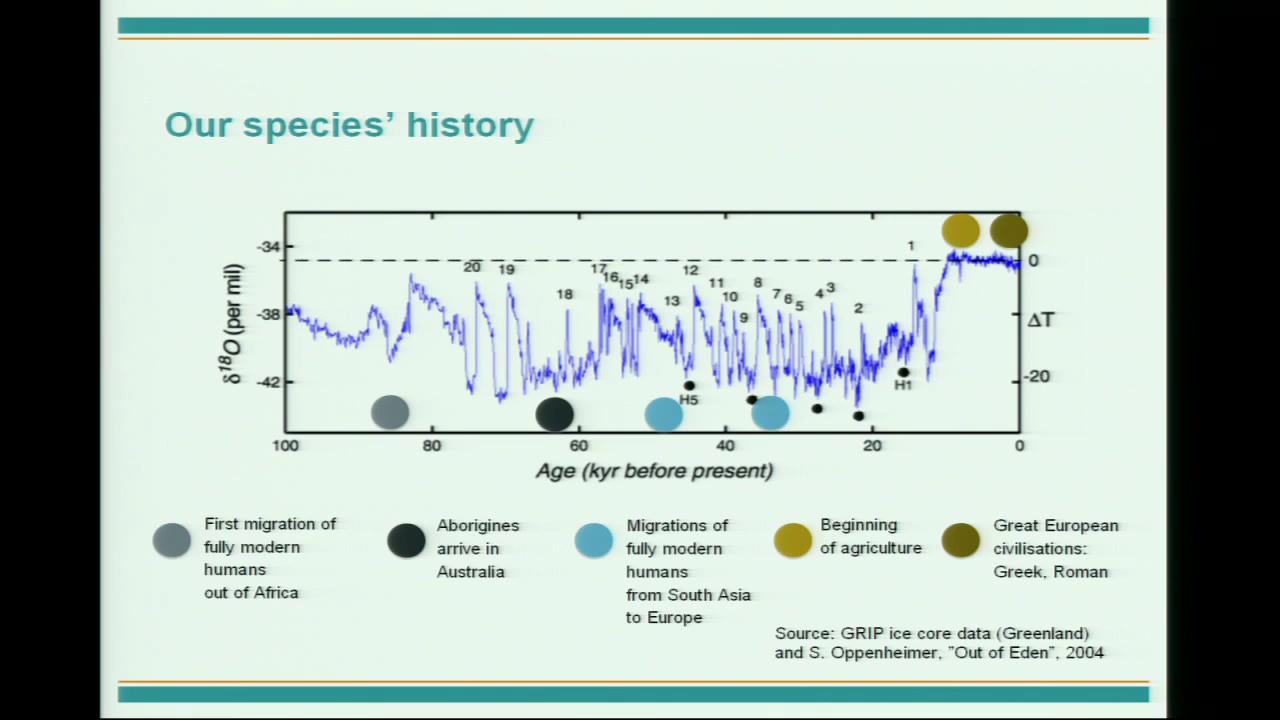 Our species’ history
-34
-38
-42
δ18O (per mil)
20
19
18
17
16
15
14
13
12
11
10
9
8
7
6
5
4
3
2
1
H5
H1
0
ΔT
-20
100
80
60
40
20
0
Age (kyr before present)
First migration of
fully modern
humans
out of Africa
Aborigines
arrive in
Australia
Migrations of
fully modern
humans
from South Asia
to Europe
Beginning
of agriculture
Great European
civilisations:
Greek, Roman
Source: GRIP ice core data (Greenland)
and S. Oppenheimer, ”Out of Eden”, 2004